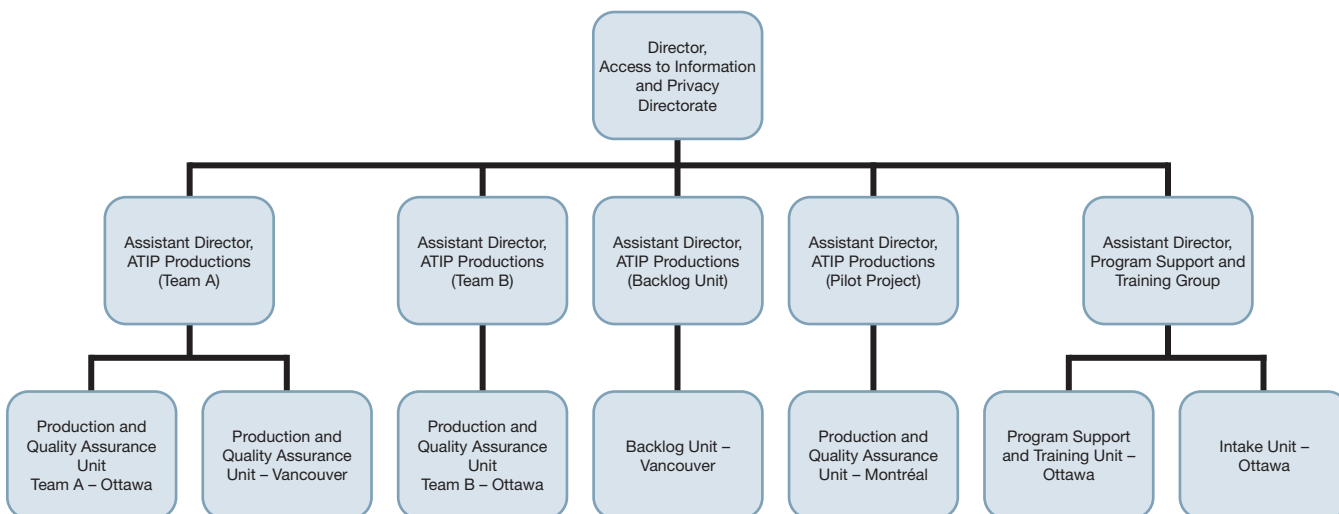 Director,
Access to Information
and Privacy
Directorate
Assistant Director,
ATIP Productions
(Team A)
Assistant Director,
ATIP Productions
(Team B)
Assistant Director,
ATIP Productions
(Backlog Unit)
Assistant Director,
ATIP Productions
(Pilot Project)
Assistant Director,
Program Support and
Training Group
Production and
Quality Assurance
Unit
Team A – Ottawa
Production and
Quality Assurance
Unit – Vancouver
Production and
Quality Assurance
Unit
Team B – Ottawa
Backlog Unit –
Vancouver
Production and
Quality Assurance
Unit – Montréal
Program Support
and Training Unit –
Ottawa
Intake Unit –
Ottawa